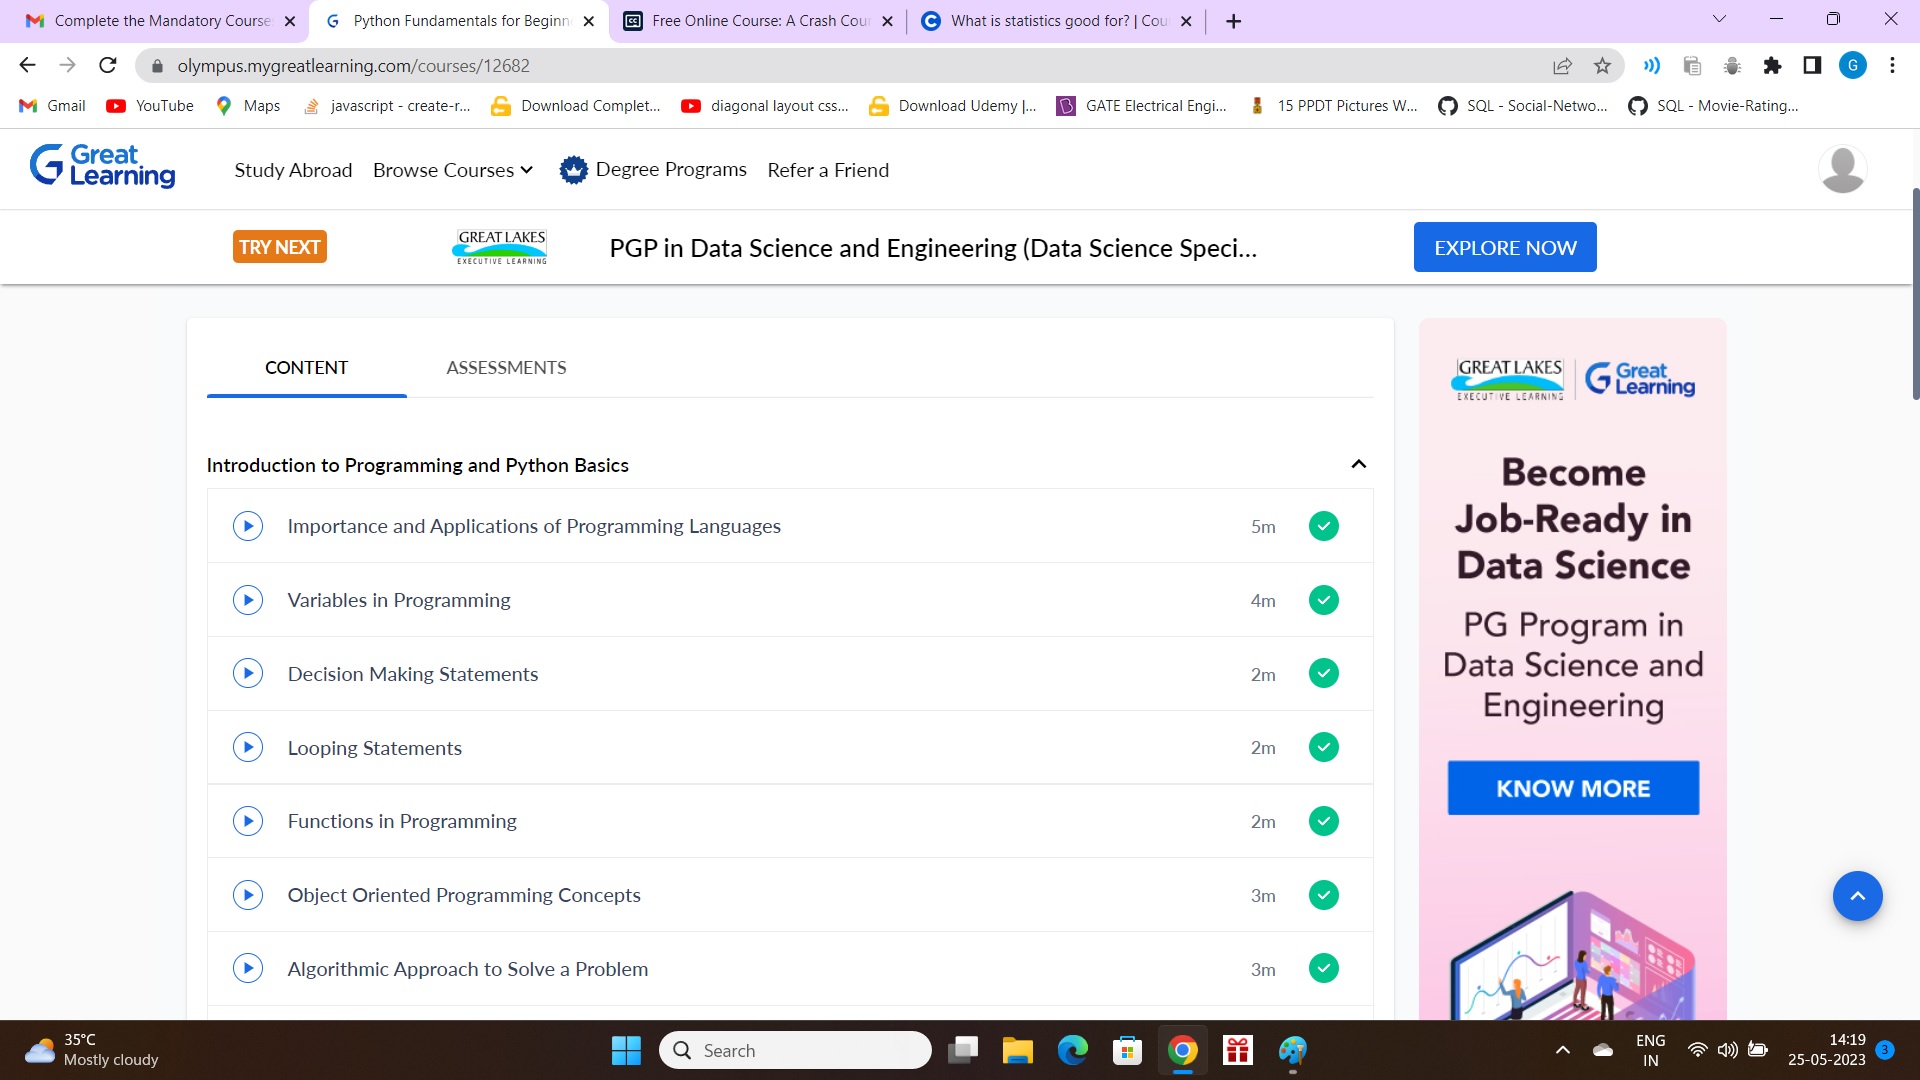 Complete the Mandatory Course
Python Fundamentals for Beginn
Free Online Course: A Crash Cour
What is statistics good for? | Cou
olympus.mygreatlearning.com/courses/12682
G
Gmail
YouTube
Maps
javascript - create-r...
Download Complet...
diagonal layout css...
Download Udemy |...
GATE Electrical Engi...
15 PPDT Pictures W...
SQL - Social-Netwo...
SQL - Movie-Rating...
Great
Learning
Study Abroad
Browse Courses
Degree Programs
Refer a Friend
TRY NEXT
GREAT LAKES
EXECUTIVE LEARNING
PGP in Data Science and Engineering (Data Science Speci...
EXPLORE NOW
CONTENT
ASSESSMENTS
Introduction to Programming and Python Basics
Importance and Applications of Programming Languages 5m
Variables in Programming 4m
Decision Making Statements 2m
Looping Statements 2m
Functions in Programming 2m
Object Oriented Programming Concepts 3m
Algorithmic Approach to Solve a Problem 3m
GREAT LAKES
EXECUTIVE LEARNING
Great
Learning
Become
Job-Ready in
Data Science
PG Program in
Data Science and
Engineering
KNOW MORE
35°C
Mostly cloudy
Search
ENG
IN
14:19
25-05-2023
3